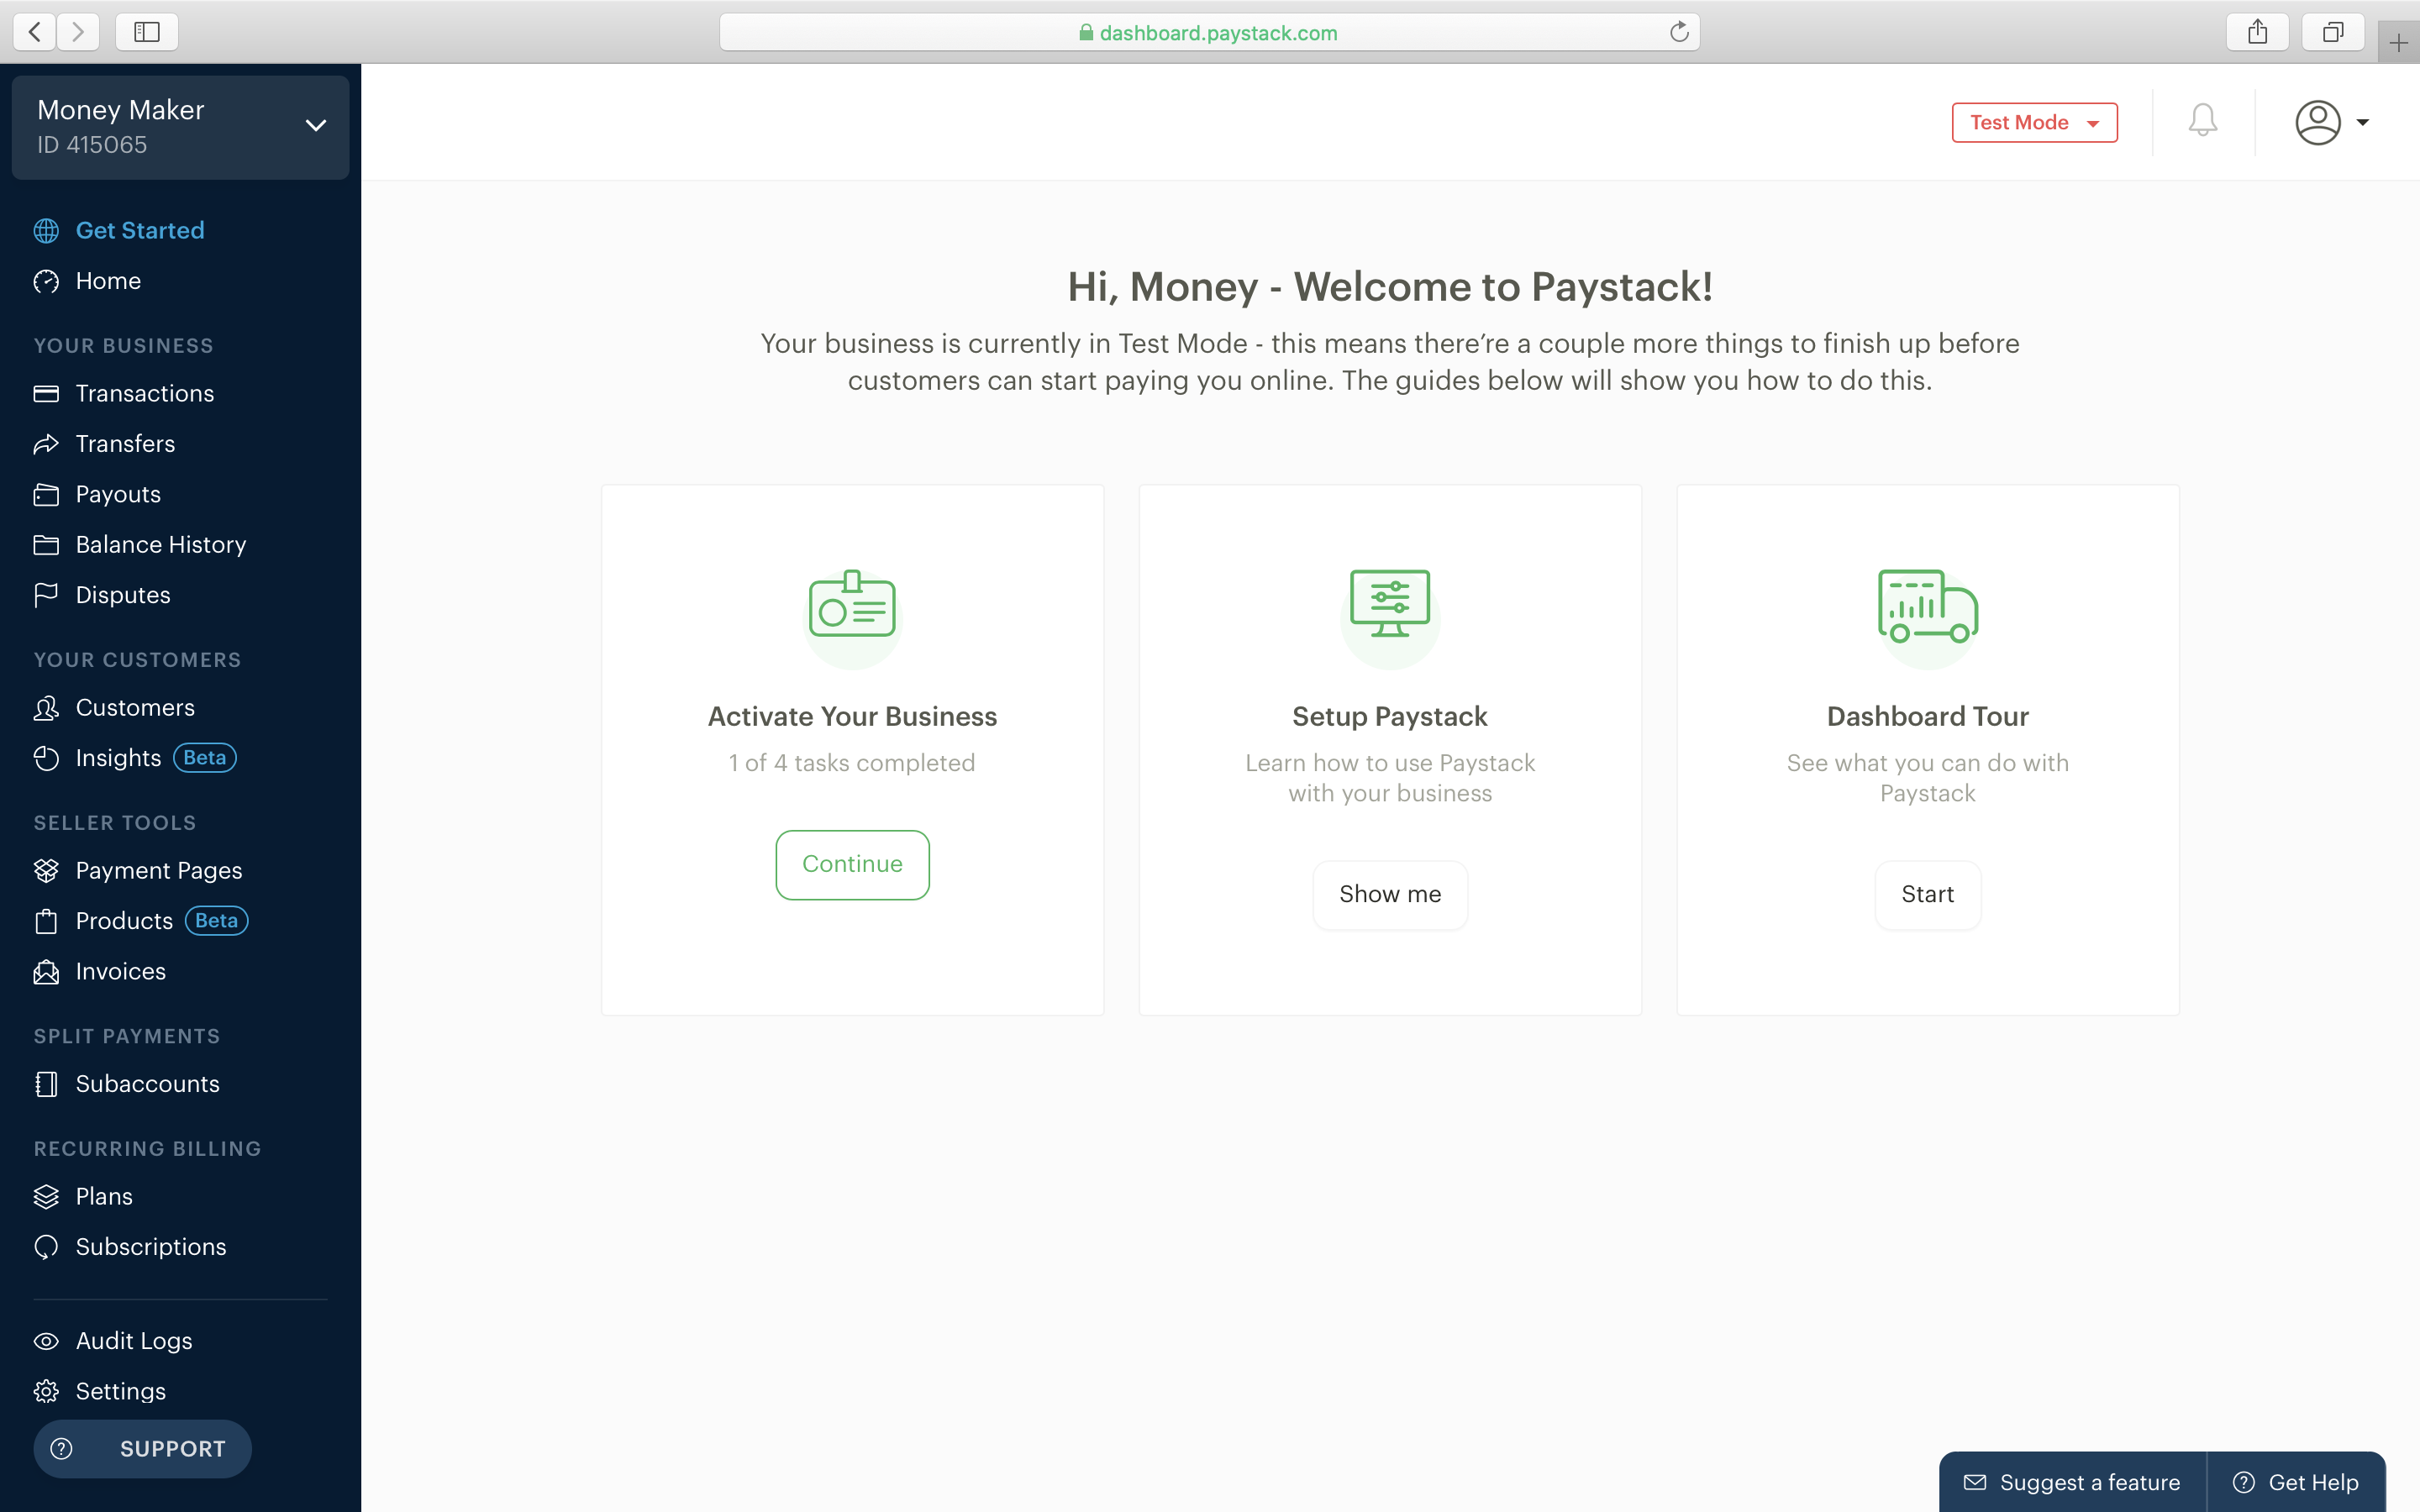 dashboard.paystack.com
Money Maker
ID 415065
Get Started
Home
YOUR BUSINESS
Transactions
Transfers
Payouts
Balance History
Disputes
YOUR CUSTOMERS
Customers
Insights Beta
SELLER TOOLS
Payment Pages
Products Beta
Invoices
SPLIT PAYMENTS
Subaccounts
RECURRING BILLING
Plans
Subscriptions
Audit Logs
Settings
SUPPORT
Test Mode
Hi, Money - Welcome to Paystack!
Your business is currently in Test Mode - this means there’re a couple more things to finish up before
customers can start paying you online. The guides below will show you how to do this.
Activate Your Business
1 of 4 tasks completed
Continue
Setup Paystack
Learn how to use Paystack
with your business
Show me
Dashboard Tour
See what you can do with
Paystack
Start
Suggest a feature
Get Help